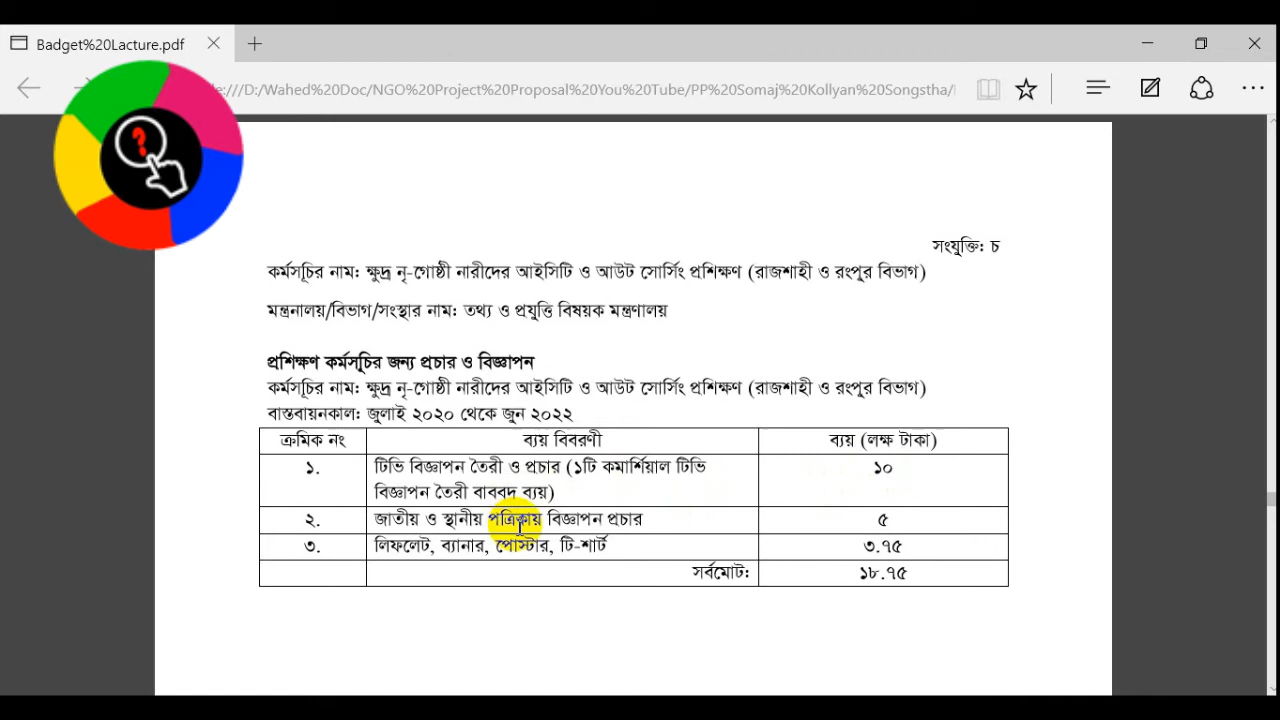 Badget%20Lacture.pdf
le:///D:/Wahed%20Doc/NGO%20Project%20Proposal%20You%20Tube/PP%20Somaj%20Kollyan%20Songstha/
?
সংযুক্তি: চ
কর্মসূচির নাম: ক্ষুদ্র নৃ-গোষ্ঠী নারীদের আইসিটি ও আউট সোর্সিং প্রশিক্ষণ (রাজশাহী ও রংপুর বিভাগ)
মন্ত্রনালয়/বিভাগ/সংস্থার নাম: তথ্য ও প্রযুক্তি বিষয়ক মন্ত্রণালয়
প্রশিক্ষণ কর্মসূচির জন্য প্রচার ও বিজ্ঞাপন
কর্মসূচির নাম: ক্ষুদ্র নৃ-গোষ্ঠী নারীদের আইসিটি ও আউট সোর্সিং প্রশিক্ষণ (রাজশাহী ও রংপুর বিভাগ)
বাস্তবায়নকাল: জুলাই ২০২০ থেকে জুন ২০২২
ক্রমিক নং ব্যয় বিবরণী ব্যয় (লক্ষ টাকা)
১. টিভি বিজ্ঞাপন তৈরী ও প্রচার (১টি কমার্শিয়াল টিভি ১০
বিজ্ঞাপন তৈরী বাববদ ব্যয়)
২. জাতীয় ও স্থানীয় পত্রিকায় বিজ্ঞাপন প্রচার ৫
৩. লিফলেট, ব্যানার, পোস্টার, টি-শার্ট ৩.৭৫
সর্বমোট: ১৮.৭৫